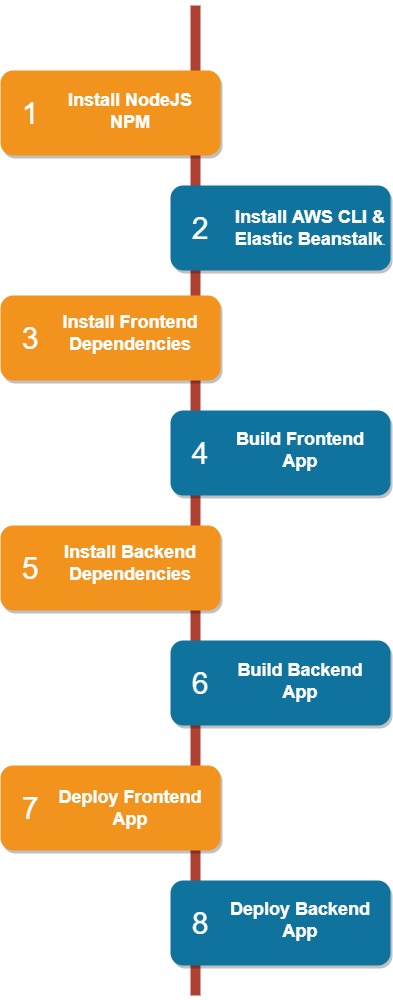 1
Install NodeJS
NPM
2
Install AWS CLI &
Elastic Beanstalk.
3
Install Frontend
Dependencies
4
Build Frontend
App
5
Install Backend
Dependencies
6
Build Backend
App
7
Deploy Frontend
App
8
Deploy Backend
App